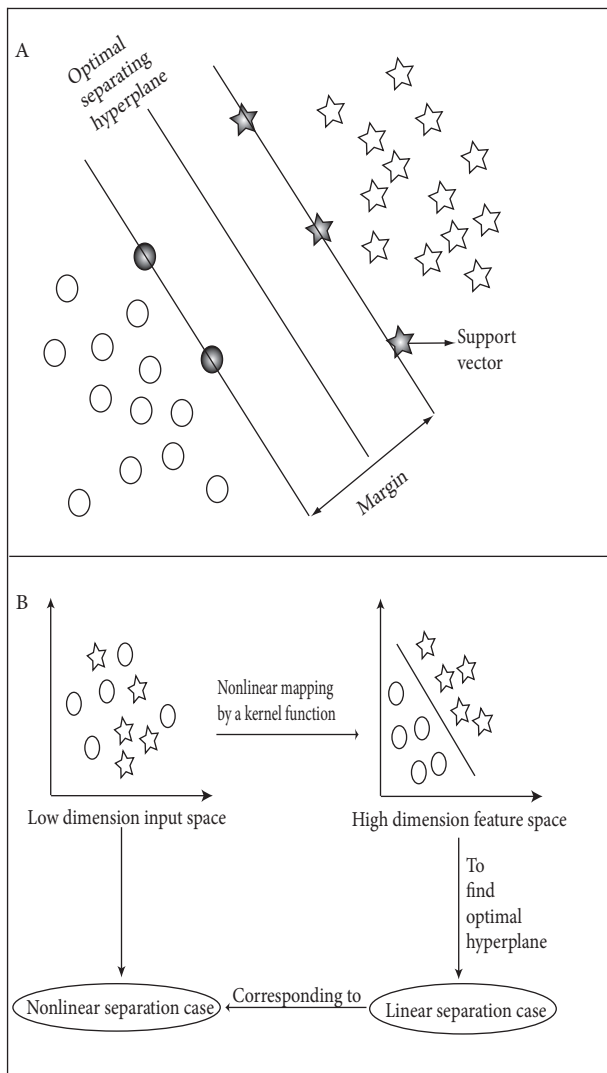 A
Optimal
separating
hyperplane
Support
vector
Margin
B
Nonlinear mapping
by a kernel function
Low dimension input space
High dimension feature space
To
find
optimal
hyperplane
Nonlinear separation case
Corresponding to
Linear separation case